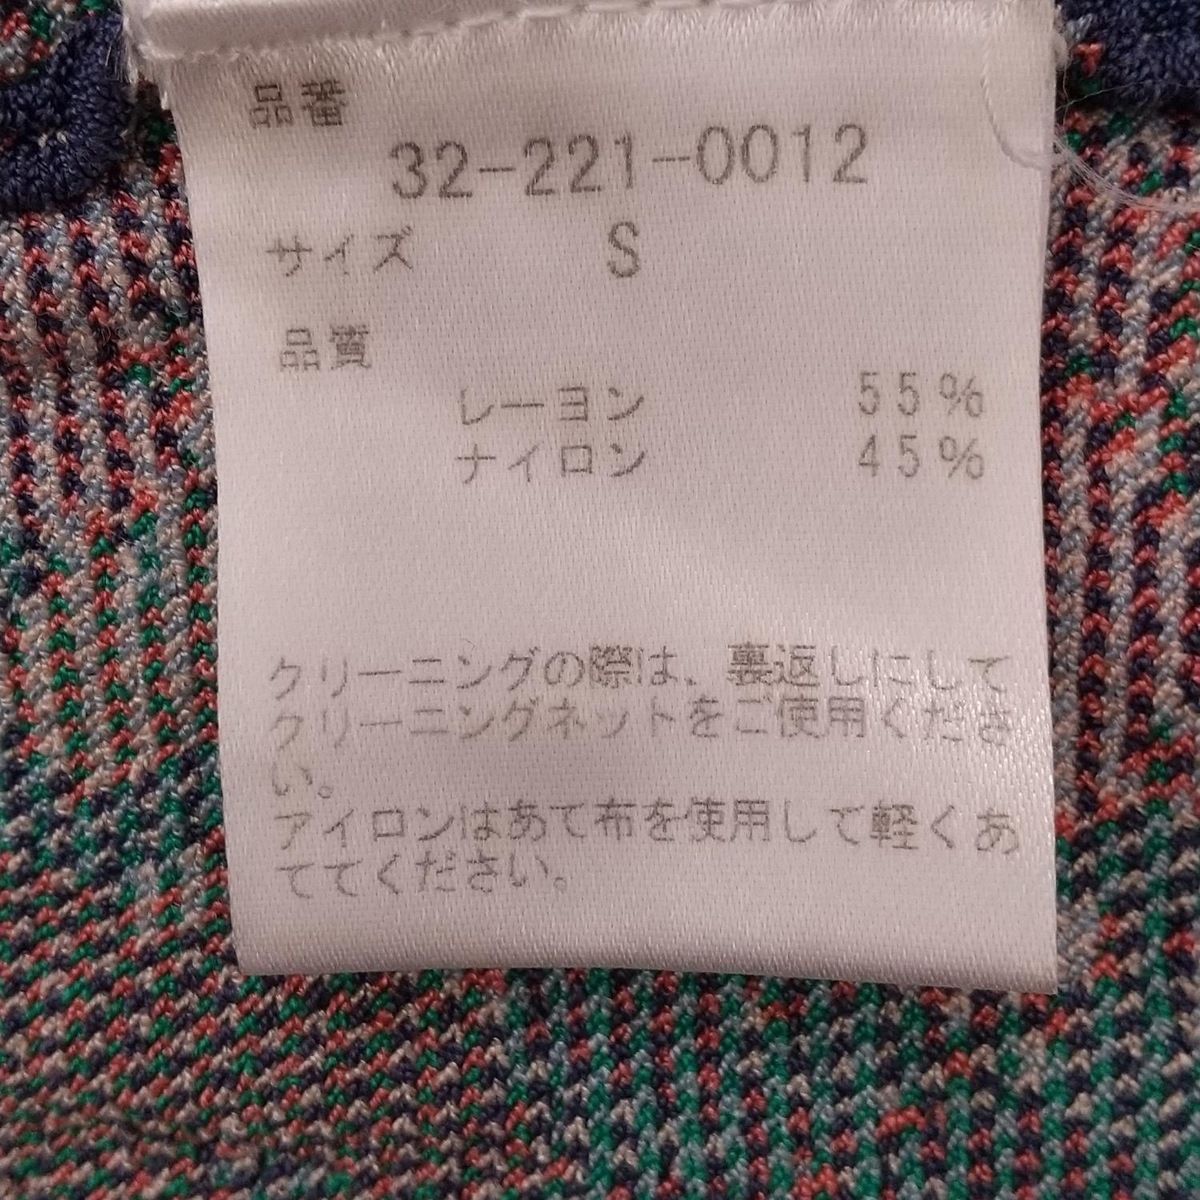 品番
32-221-0012
サイズ S
品質
レーヨン 55%
ナイロン 45%
クリーニングの際は、裏返しにして
クリーニングネットをご使用くださ
い。
アイロンはあて布を使用して軽くあ
ててください。